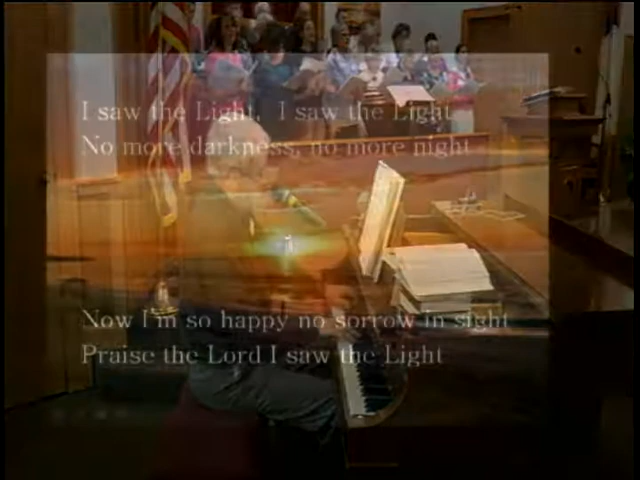 I saw the Light, I saw the Light
No more darkness, no more night
Now I'm so happy no sorrow in sight
Praise the Lord I saw the Light